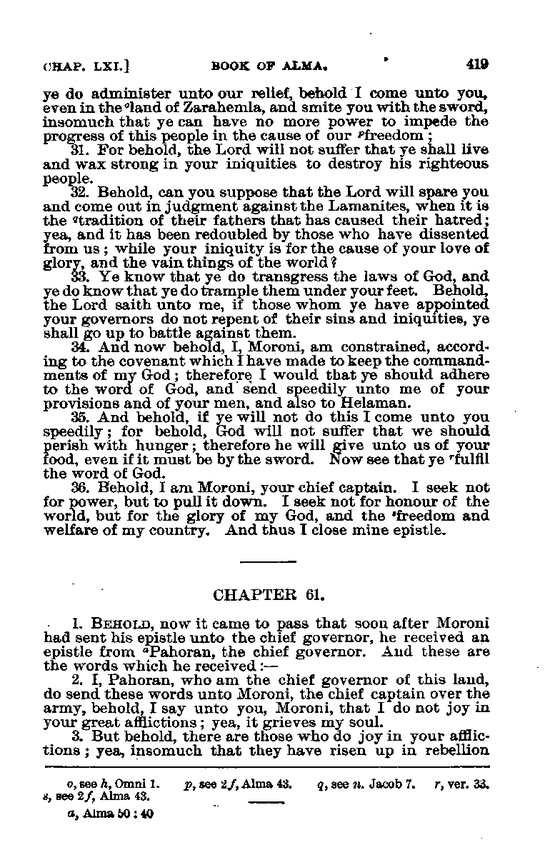 CHAP. LXI.] BOOK OF ALMA. 419
ye do administer unto our relief, behold I come unto you,
even in the ᵒland of Zarahemla, and smite you with the sword,
insomuch that ye can have no more power to impede the
progress of this people in the cause of our ᵖfreedom;
31. For behold, the Lord will not suffer that ye shall live
and wax strong in your iniquities to destroy his righteous
people.
32. Behold, can you suppose that the Lord will spare you
and come out in judgment against the Lamanites, when it is
the ᑫtradition of their fathers that has caused their hatred;
yea, and it has been redoubled by those who have dissented
from us; while your iniquity is for the cause of your love of
glory, and the vain things of the world?
33. Ye know that ye do transgress the laws of God, and
ye do know that ye do trample them under your feet. Behold,
the Lord saith unto me, if those whom ye have appointed
your governors do not repent of their sins and iniquities, ye
shall go up to battle against them.
34. And now behold, I, Moroni, am constrained, accord-
ing to the covenant which I have made to keep the command-
ments of my God; therefore I would that ye should adhere
to the word of God, and send speedily unto me of your
provisions and of your men, and also to Helaman.
35. And behold, if ye will not do this I come unto you
speedily; for behold, God will not suffer that we should
perish with hunger; therefore he will give unto us of your
food, even if it must be by the sword. Now see that ye ʳfulfil
the word of God.
36. Behold, I am Moroni, your chief captain. I seek not
for power, but to pull it down. I seek not for honour of the
world, but for the glory of my God, and the ˢfreedom and
welfare of my country. And thus I close mine epistle.
CHAPTER 61.
1. BEHOLD, now it came to pass that soon after Moroni
had sent his epistle unto the chief governor, he received an
epistle from ᵃPahoran, the chief governor. And these are
the words which he received:—
2. I, Pahoran, who am the chief governor of this land,
do send these words unto Moroni, the chief captain over the
army, behold, I say unto you, Moroni, that I do not joy in
your great afflictions; yea, it grieves my soul.
3. But behold, there are those who do joy in your afflic-
tions; yea, insomuch that they have risen up in rebellion
o, see h, Omni 1. p, see 2f, Alma 43. q, see n. Jacob 7. r, ver. 33.
s, see 2f, Alma 43.
a, Alma 50:40